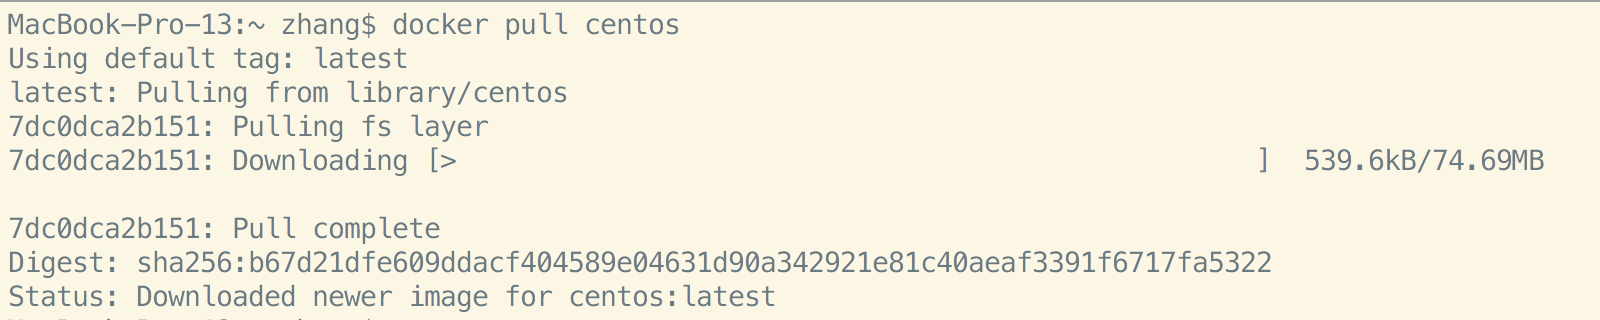 MacBook-Pro-13:~ zhang$ docker pull centos
Using default tag: latest
latest: Pulling from library/centos
7dc0dca2b151: Pulling fs layer
7dc0dca2b151: Downloading [>                                                  ]  539.6kB/74.69MB
7dc0dca2b151: Pull complete
Digest: sha256:b67d21dfe609ddacf404589e04631d90a342921e81c40aeaf3391f6717fa5322
Status: Downloaded newer image for centos:latest